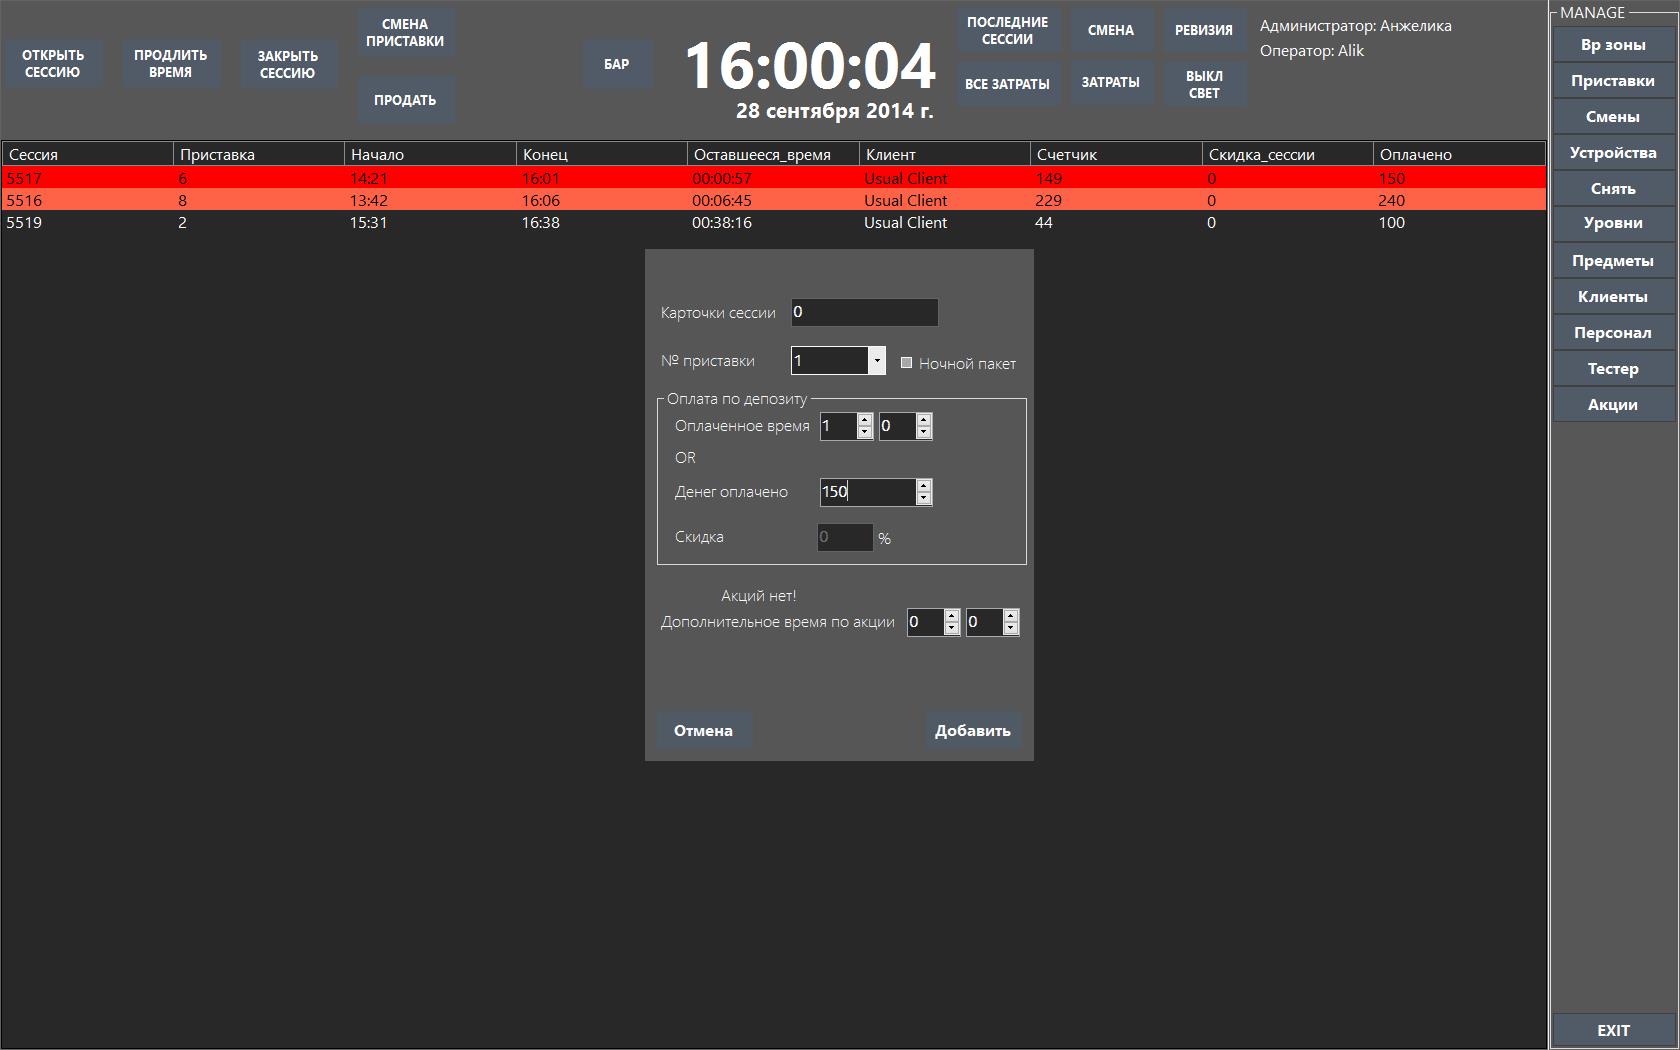 ОТКРЫТЬ
СЕССИЮ
ПРОДЛИТЬ
ВРЕМЯ
ЗАКРЫТЬ
СЕССИЮ
СМЕНА
ПРИСТАВКИ
ПРОДАТЬ
БАР
16:00:04
28 сентября 2014 г.
ПОСЛЕДНИЕ
СЕССИИ
СМЕНА
РЕВИЗИЯ
ВСЕ ЗАТРАТЫ
ЗАТРАТЫ
ВЫКЛ
СВЕТ
Администратор: Анжелика
Оператор: Alik
Сессия Приставка Начало Конец Оставшееся_время Клиент Счетчик Скидка_сессии Оплачено
5517 6 14:21 16:01 00:00:57 Usual Client 149 0 150
5516 8 13:42 16:06 00:06:45 Usual Client 229 0 240
5519 2 15:31 16:38 00:38:16 Usual Client 44 0 100
Карточки сессии 0
№ приставки 1 Ночной пакет
Оплата по депозиту
Оплаченное время 1 0
OR
Денег оплачено 150
Скидка 0 %
Акций нет!
Дополнительное время по акции 0 0
Отмена Добавить
MANAGE
Вр зоны
Приставки
Смены
Устройства
Снять
Уровни
Предметы
Клиенты
Персонал
Тестер
Акции
EXIT